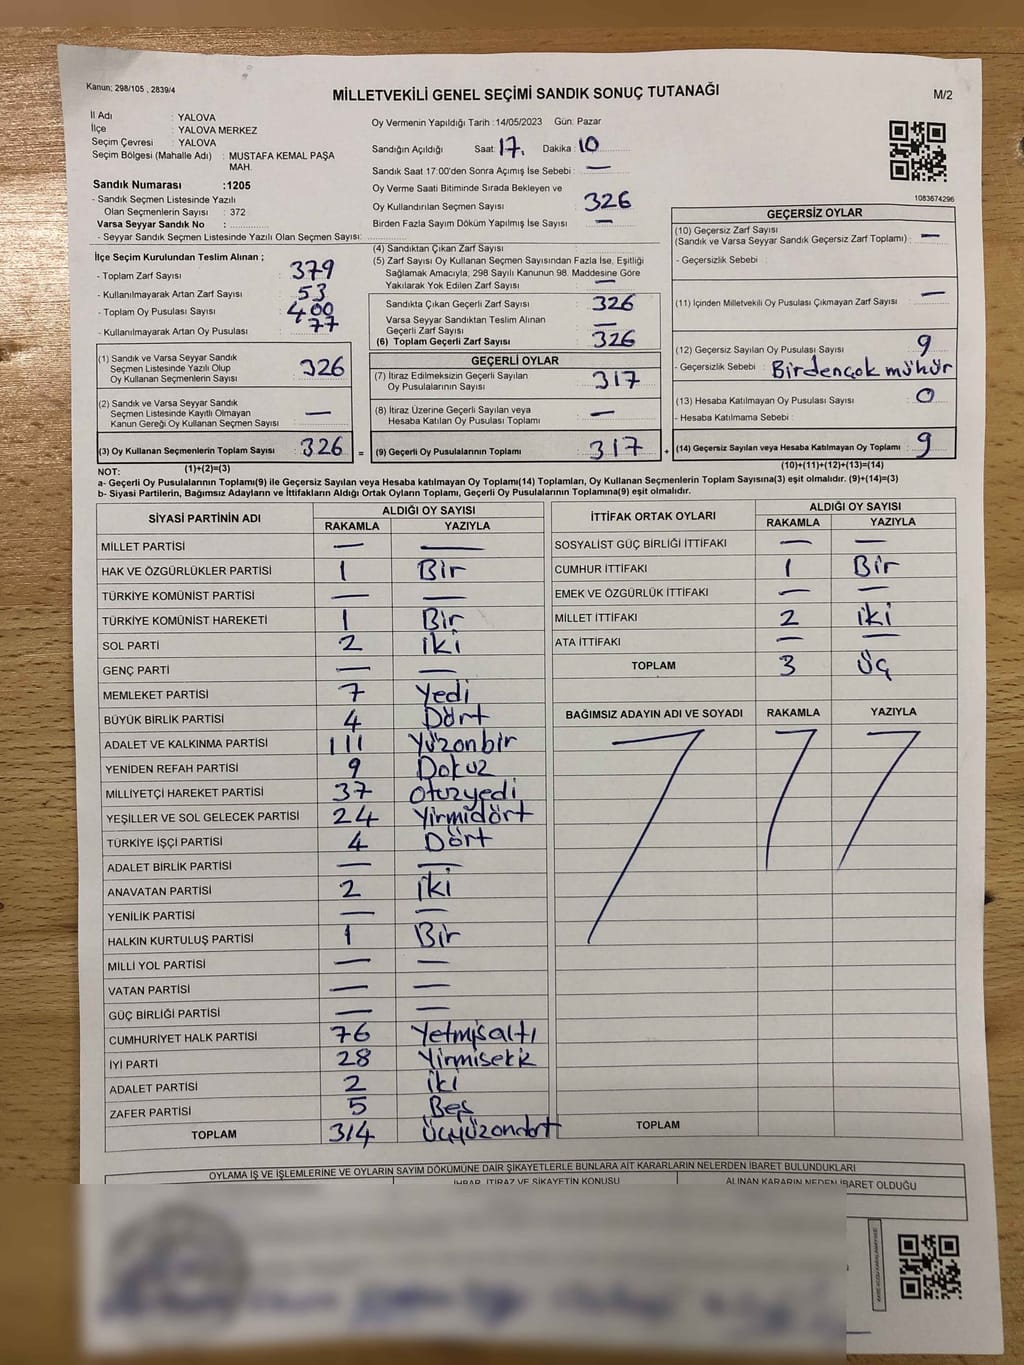 Kanun; 298/105 , 2839/4
MİLLETVEKİLİ GENEL SEÇİMİ SANDIK SONUÇ TUTANAĞI
M/2
İl Adı : YALOVA
İlçe : YALOVA MERKEZ
Seçim Çevresi : YALOVA
Seçim Bölgesi (Mahalle Adı) : MUSTAFA KEMAL PAŞA
MAH.
Sandık Numarası :1205
- Sandık Seçmen Listesinde Yazılı
Olan Seçmenlerin Sayısı : 372
Varsa Seyyar Sandık No :
- Seyyar Sandık Seçmen Listesinde Yazılı Olan Seçmen Sayısı:
Oy Vermenin Yapıldığı Tarih :14/05/2023 Gün: Pazar
Sandığın Açıldığı Saat: 17. Dakika: 10
Sandık Saat 17:00'den Sonra Açımış İse Sebebi : —
Oy Verme Saati Bitiminde Sırada Bekleyen ve
Oy Kullandırılan Seçmen Sayısı : 326
Birden Fazla Sayım Döküm Yapılmış İse Sayısı : —
1083674296
İlçe Seçim Kurulundan Teslim Alınan ;
- Toplam Zarf Sayısı : 379
- Kullanılmayarak Artan Zarf Sayısı : 53
- Toplam Oy Pusulası Sayısı : 400
- Kullanılmayarak Artan Oy Pusulası : 77
(1) Sandık ve Varsa Seyyar Sandık
Seçmen Listesinde Yazılı Olup
Oy Kullanan Seçmenlerin Sayısı : 326
(2) Sandık ve Varsa Seyyar Sandık
Seçmen Listesinde Kayıtlı Olmayan
Kanun Gereği Oy Kullanan Seçmen Sayısı : —
(3) Oy Kullanan Seçmenlerin Toplam Sayısı : 326 =
(1)+(2)=(3)
(4) Sandıktan Çıkan Zarf Sayısı
(5) Zarf Sayısı Oy Kullanan Seçmen Sayısından Fazla İse, Eşitliği
Sağlamak Amacıyla, 298 Sayılı Kanunun 98. Maddesine Göre
Yakılarak Yok Edilen Zarf Sayısı : —
Sandıkta Çıkan Geçerli Zarf Sayısı : 326
Varsa Seyyar Sandıktan Teslim Alınan
Geçerli Zarf Sayısı : —
(6) Toplam Geçerli Zarf Sayısı : 326
GEÇERLİ OYLAR
(7) İtiraz Edilmeksizin Geçerli Sayılan
Oy Pusulalarının Sayısı : 317
(8) İtiraz Üzerine Geçerli Sayılan veya
Hesaba Katılan Oy Pusulası Toplamı : —
(9) Geçerli Oy Pusulalarının Toplamı : 317 +
GEÇERSİZ OYLAR
(10) Geçersiz Zarf Sayısı
(Sandık ve Varsa Seyyar Sandık Geçersiz Zarf Toplamı) : —
- Geçersizlik Sebebi :
(11) İçinden Milletvekili Oy Pusulası Çıkmayan Zarf Sayısı : —
(12) Geçersiz Sayılan Oy Pusulası Sayısı : 9
- Geçersizlik Sebebi : Birdençok mühür
(13) Hesaba Katılmayan Oy Pusulası Sayısı : 0
- Hesaba Katılmama Sebebi :
(14) Geçersiz Sayılan veya Hesaba Katılmayan Oy Toplamı : 9
(10)+(11)+(12)+(13)=(14)
NOT:
a- Geçerli Oy Pusulalarının Toplamı(9) ile Geçersiz Sayılan veya Hesaba katılmayan Oy Toplamı(14) Toplamları, Oy Kullanan Seçmenlerin Toplam Sayısına(3) eşit olmalıdır. (9)+(14)=(3)
b- Siyasi Partilerin, Bağımsız Adayların ve İttifakların Aldığı Ortak Oyların Toplamı, Geçerli Oy Pusulalarının Toplamına(9) eşit olmalıdır.
SİYASİ PARTİNİN ADI ALDIĞI OY SAYISI
RAKAMLA YAZIYLA
MİLLET PARTİSİ — —
HAK VE ÖZGÜRLÜKLER PARTİSİ 1 Bir
TÜRKİYE KOMÜNİST PARTİSİ — —
TÜRKİYE KOMÜNİST HAREKETİ 1 Bir
SOL PARTİ 2 iki
GENÇ PARTİ — —
MEMLEKET PARTİSİ 7 Yedi
BÜYÜK BİRLİK PARTİSİ 4 Dört
ADALET VE KALKINMA PARTİSİ 111 Yüzonbir
YENİDEN REFAH PARTİSİ 9 Dokuz
MİLLİYETÇİ HAREKET PARTİSİ 37 otuzyedi
YEŞİLLER VE SOL GELECEK PARTİSİ 24 Yirmidört
TÜRKİYE İŞÇİ PARTİSİ 4 Dört
ADALET BİRLİK PARTİSİ — —
ANAVATAN PARTİSİ 2 iki
YENİLİK PARTİSİ — —
HALKIN KURTULUŞ PARTİSİ 1 Bir
MİLLİ YOL PARTİSİ — —
VATAN PARTİSİ — —
GÜÇ BİRLİĞİ PARTİSİ — —
CUMHURİYET HALK PARTİSİ 76 Yetmişaltı
İYİ PARTİ 28 Yirmisekik
ADALET PARTİSİ 2 iki
ZAFER PARTİSİ 5 Beş
TOPLAM 314 Üçyüzondört
İTTİFAK ORTAK OYLARI ALDIĞI OY SAYISI
RAKAMLA YAZIYLA
SOSYALİST GÜÇ BİRLİĞİ İTTİFAKI — —
CUMHUR İTTİFAKI 1 Bir
EMEK VE ÖZGÜRLÜK İTTİFAKI — —
MİLLET İTTİFAKI 2 iki
ATA İTTİFAKI — —
TOPLAM 3 Üç
BAĞIMSIZ ADAYIN ADI VE SOYADI RAKAMLA YAZIYLA
TOPLAM
OYLAMA İŞ VE İŞLEMLERİNE VE OYLARIN SAYIM DÖKÜMÜNE DAİR ŞİKAYETLERLE BUNLARA AİT KARARLARIN NELERDEN İBARET BULUNDUKLARI
İHBAR, İTİRAZ VE ŞİKAYETİN KONUSU ALINAN KARARIN NEDEN İBARET OLDUĞU